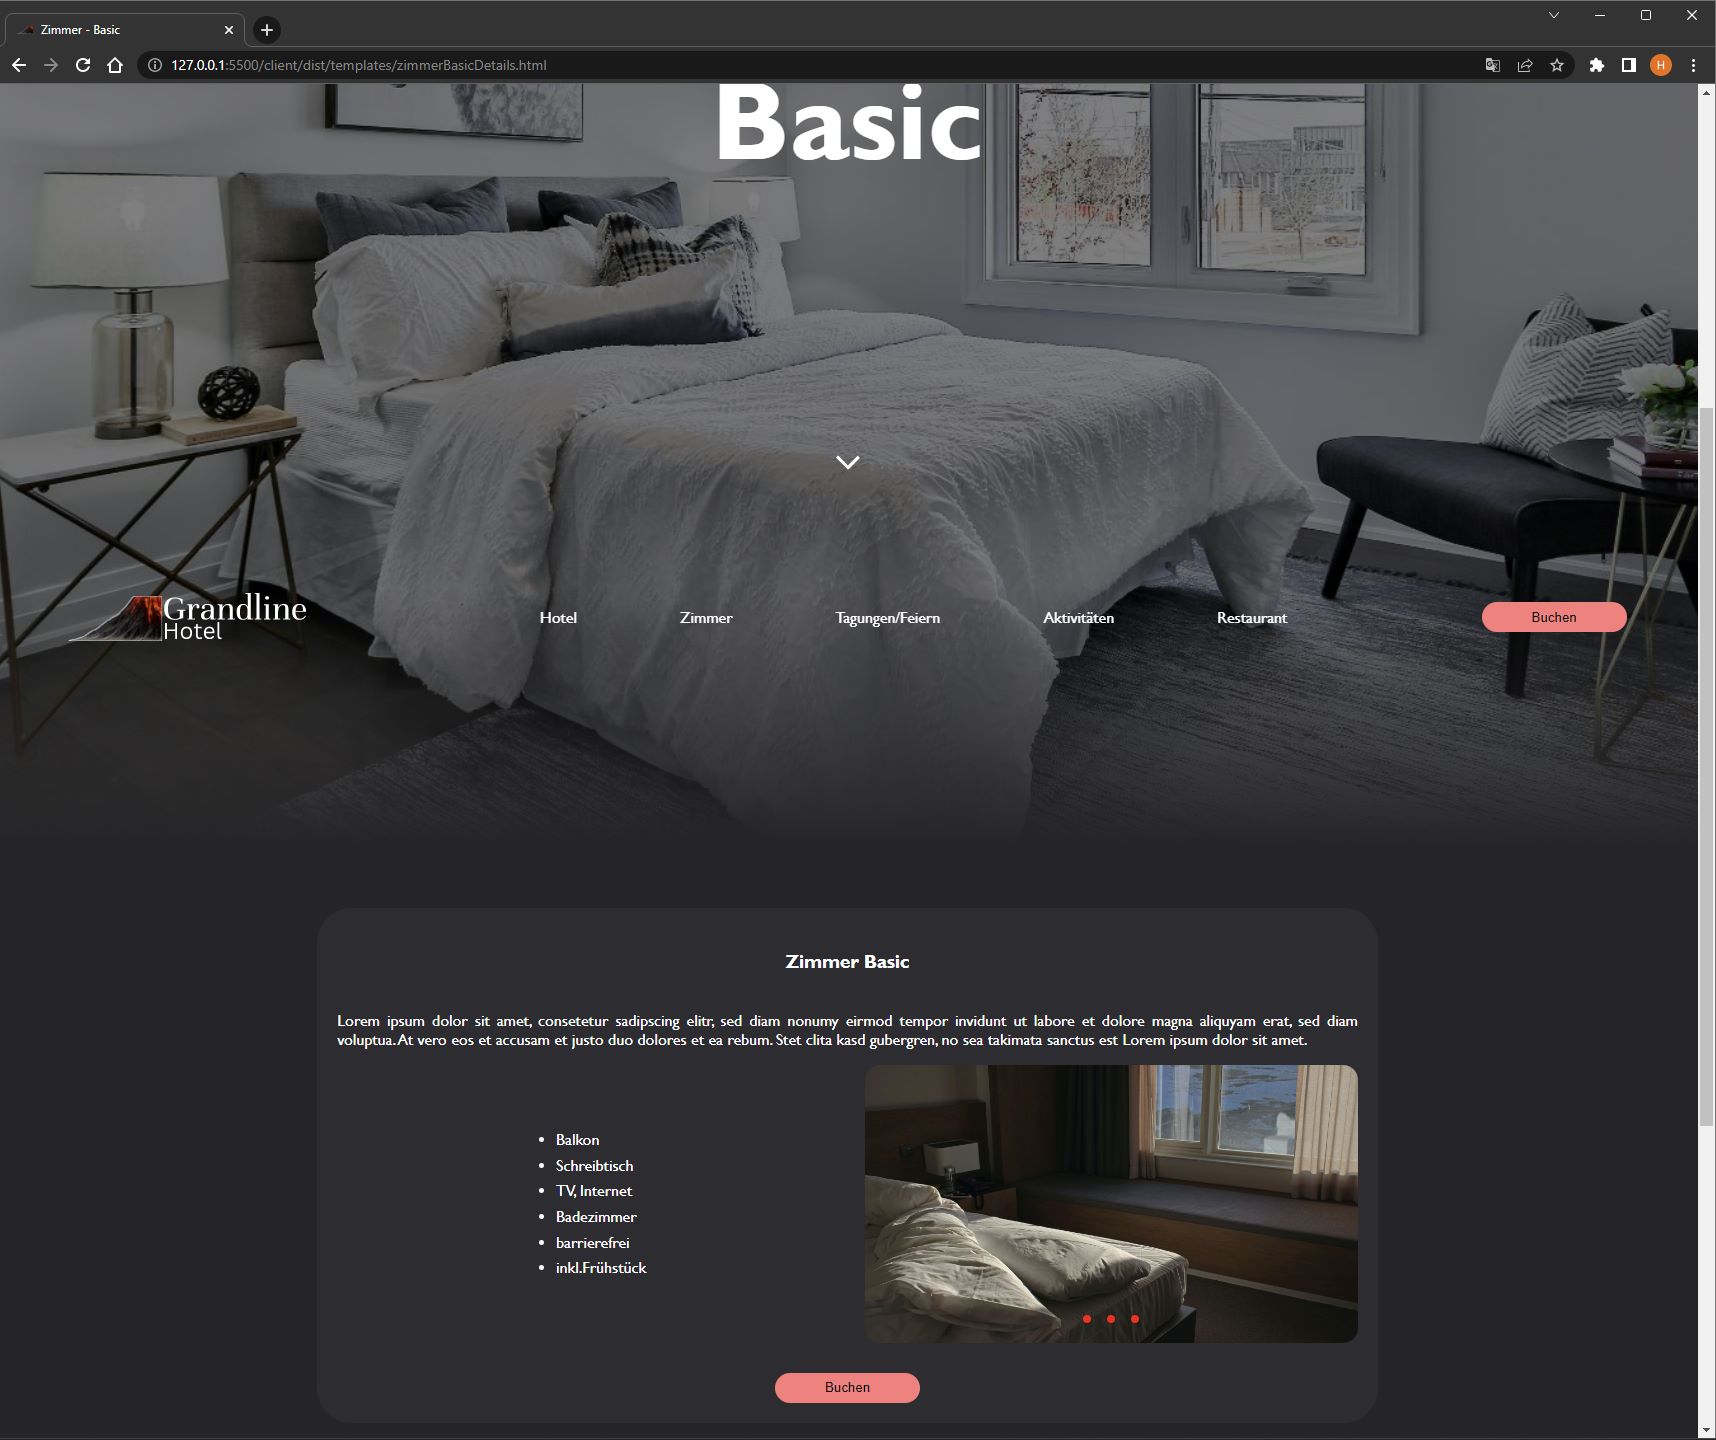 Zimmer - Basic
127.0.0.1:5500/client/dist/templates/zimmerBasicDetails.html
H
Basic
Grandline
Hotel
Hotel
Zimmer
Tagungen/Feiern
Aktivitäten
Restaurant
Buchen
Zimmer Basic
Lorem ipsum dolor sit amet, consetetur sadipscing elitr, sed diam nonumy eirmod tempor invidunt ut labore et dolore magna aliquyam erat, sed diam
voluptua. At vero eos et accusam et justo duo dolores et ea rebum. Stet clita kasd gubergren, no sea takimata sanctus est Lorem ipsum dolor sit amet.
• Balkon
• Schreibtisch
• TV, Internet
• Badezimmer
• barrierefrei
• inkl.Frühstück
Buchen